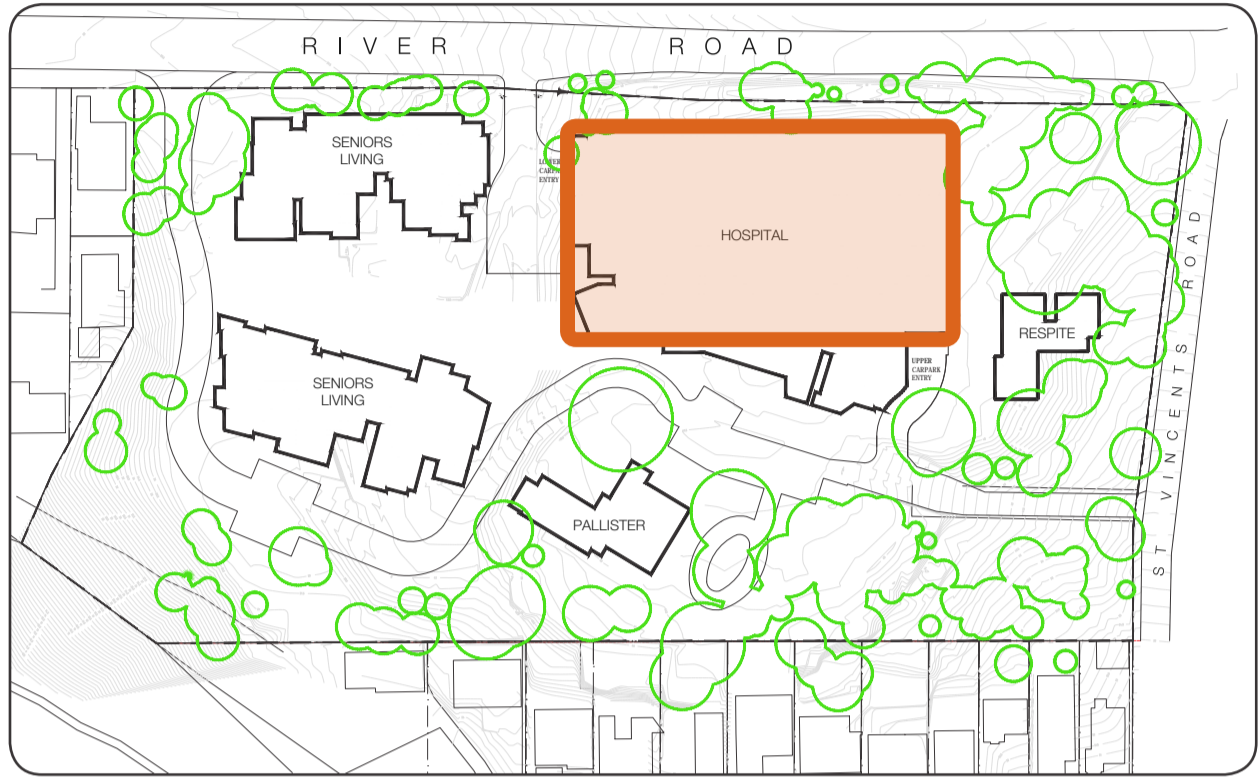 RIVER ROAD
SENIORS
LIVING
LOWER
CARPARK
ENTRY
HOSPITAL
RESPITE
SENIORS
LIVING
UPPER
CARPARK
ENTRY
PALLISTER
ST VINCENTS ROAD